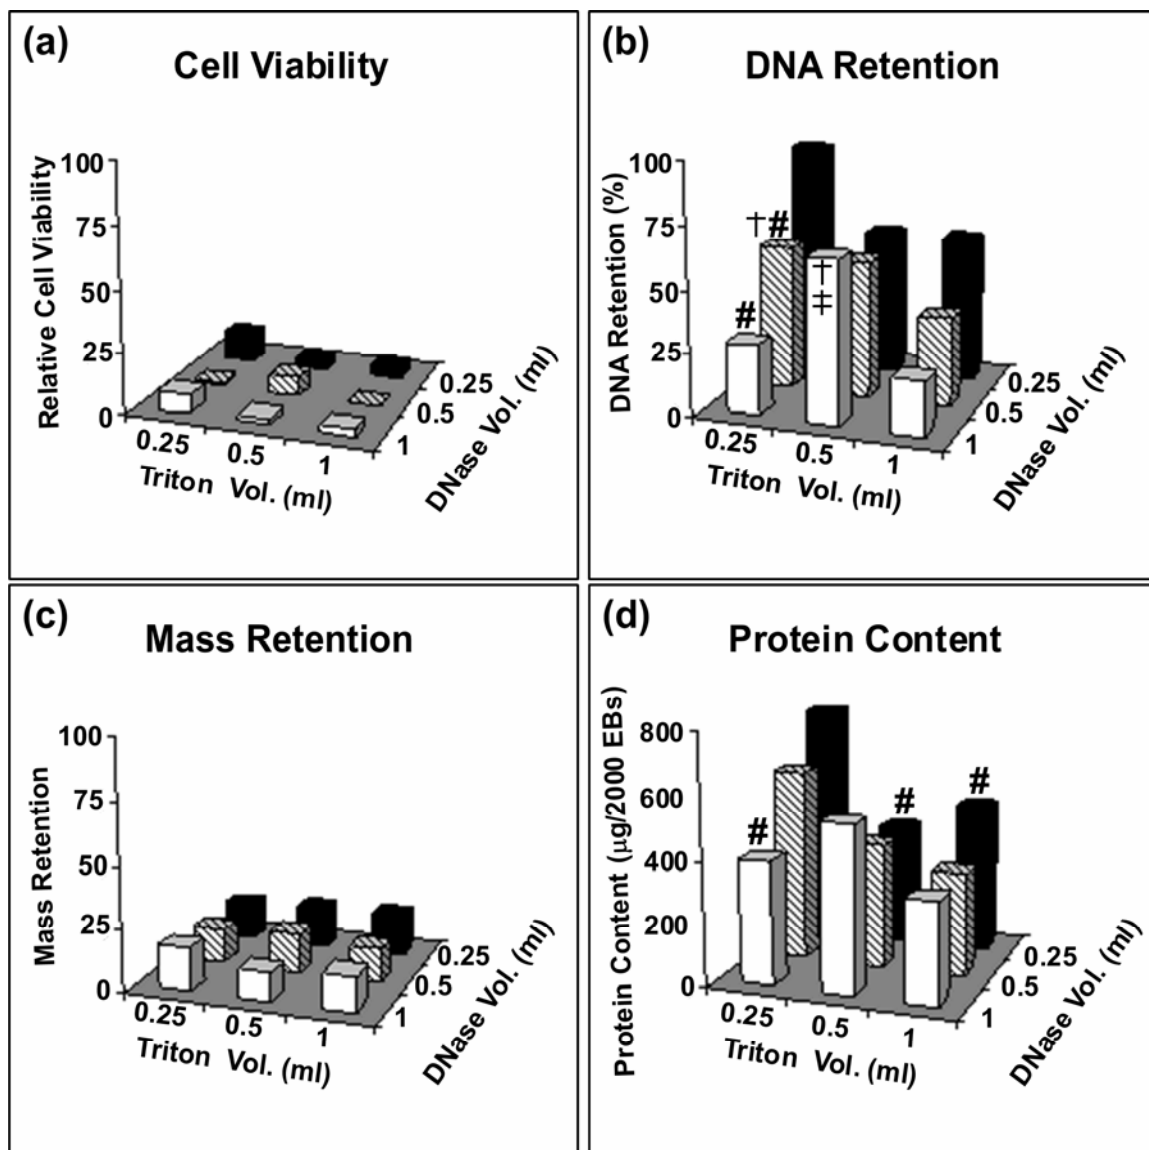 (a)
Cell Viability
Relative Cell Viability
100
75
50
25
0
0.25
0.5
1
Triton Vol. (ml)
0.25
0.5
1
DNase Vol. (ml)
(b)
DNA Retention
DNA Retention (%)
100
75
50
25
0
†#
#
†
‡
0.25
0.5
1
Triton Vol. (ml)
0.25
0.5
1
DNase Vol. (ml)
(c)
Mass Retention
Mass Retention
100
75
50
25
0
0.25
0.5
1
Triton Vol. (ml)
0.25
0.5
1
DNase Vol. (ml)
(d)
Protein Content
Protein Content (µg/2000 EBs)
800
600
400
200
0
#
#
#
0.25
0.5
1
Triton Vol. (ml)
0.25
0.5
1
DNase Vol. (ml)